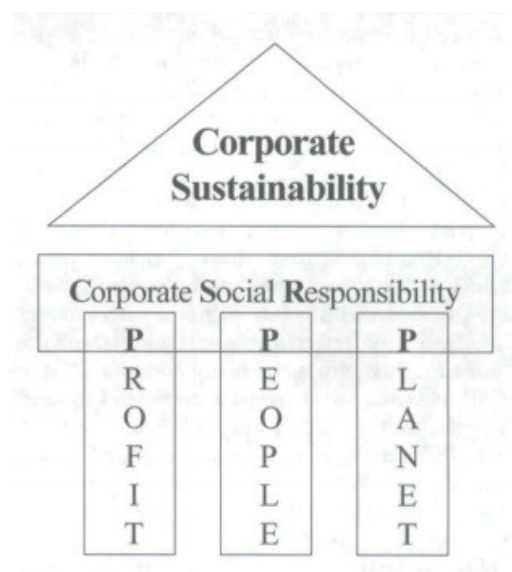 Corporate
Sustainability
Corporate Social Responsibility
PROFIT
PEOPLE
PLANET